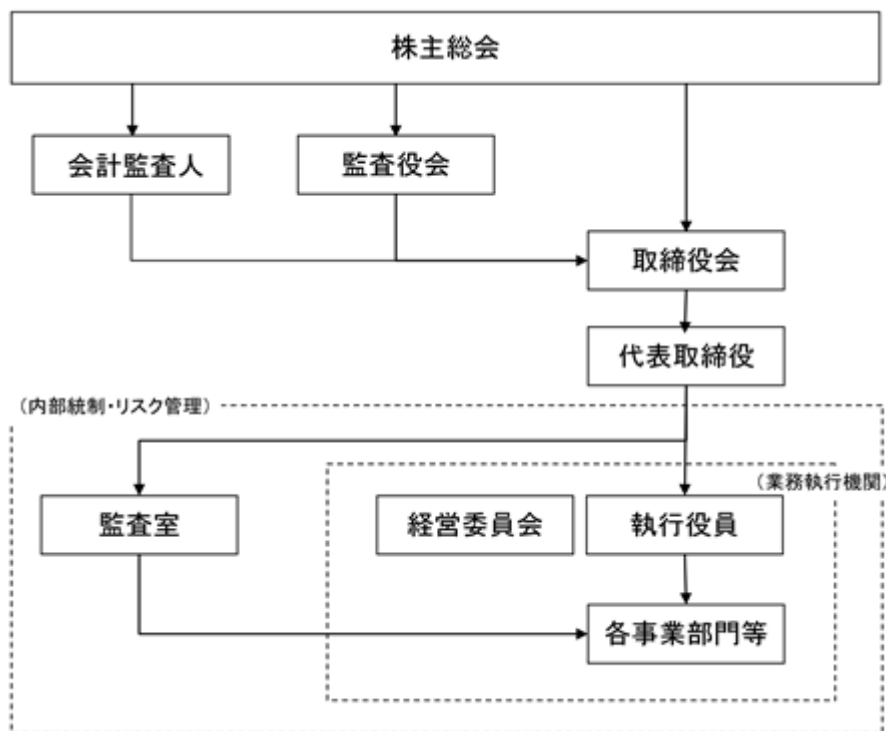 株主総会
会計監査人
監査役会
取締役会
代表取締役
（内部統制・リスク管理）
（業務執行機関）
監査室
経営委員会
執行役員
各事業部門等